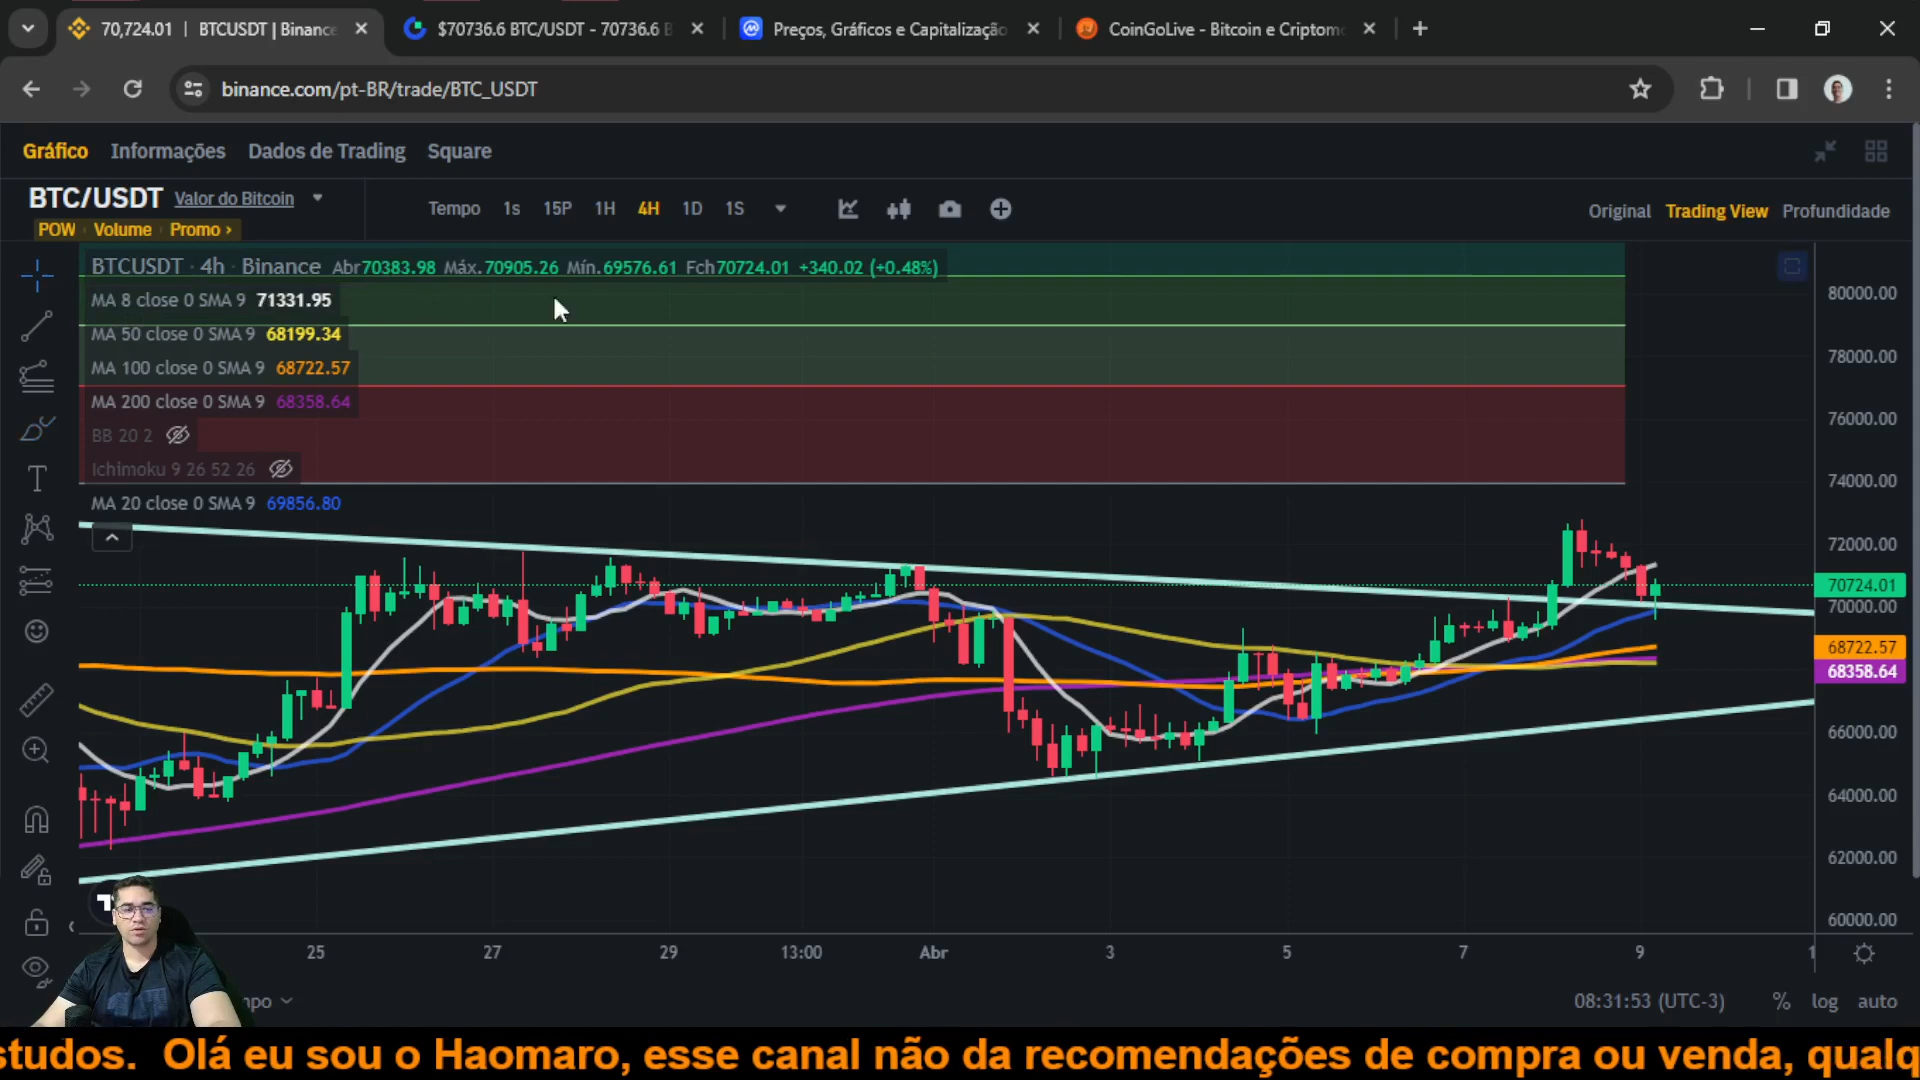 70,724.01 | BTCUSDT | Binance
$70736.6 BTC/USDT - 70736.6 B
Preços, Gráficos e Capitalização
CoinGoLive - Bitcoin e Criptom
binance.com/pt-BR/trade/BTC_USDT
Gráfico Informações Dados de Trading Square
BTC/USDT Valor do Bitcoin
POW · Volume · Promo ›
Tempo 1s 15P 1H 4H 1D 1S
Original Trading View Profundidade
BTCUSDT · 4h · Binance Abr70383.98 Máx.70905.26 Mín.69576.61 Fch70724.01 +340.02 (+0.48%)
MA 8 close 0 SMA 9 71331.95
MA 50 close 0 SMA 9 68199.34
MA 100 close 0 SMA 9 68722.57
MA 200 close 0 SMA 9 68358.64
BB 20 2
Ichimoku 9 26 52 26
MA 20 close 0 SMA 9 69856.80
80000.00
78000.00
76000.00
74000.00
72000.00
70724.01
70000.00
68722.57
68358.64
66000.00
64000.00
62000.00
60000.00
25 27 29 13:00 Abr 3 5 7 9 1
mpo
08:31:53 (UTC-3) % log auto
studos. Olá eu sou o Haomaro, esse canal não da recomendações de compra ou venda, qualq